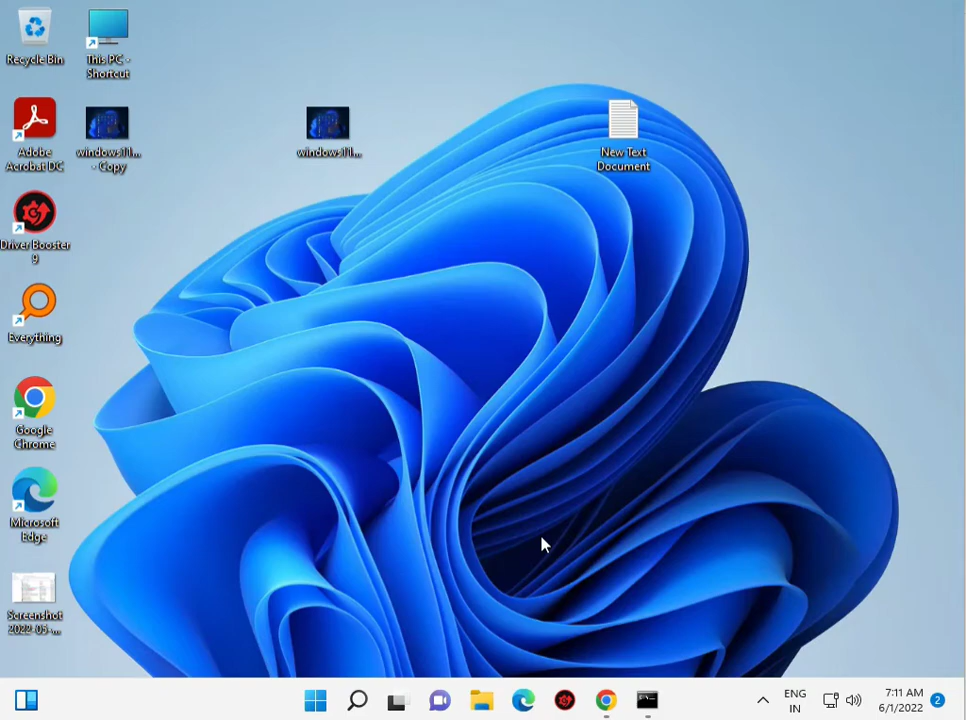 Recycle Bin
This PC -
Shortcut
Adobe
Acrobat DC
windows11...
- Copy
windows11...
New Text
Document
Driver Booster
9
Everything
Google
Chrome
Microsoft
Edge
Screenshot
2022-05-...
ENG
IN
7:11 AM
6/1/2022
2